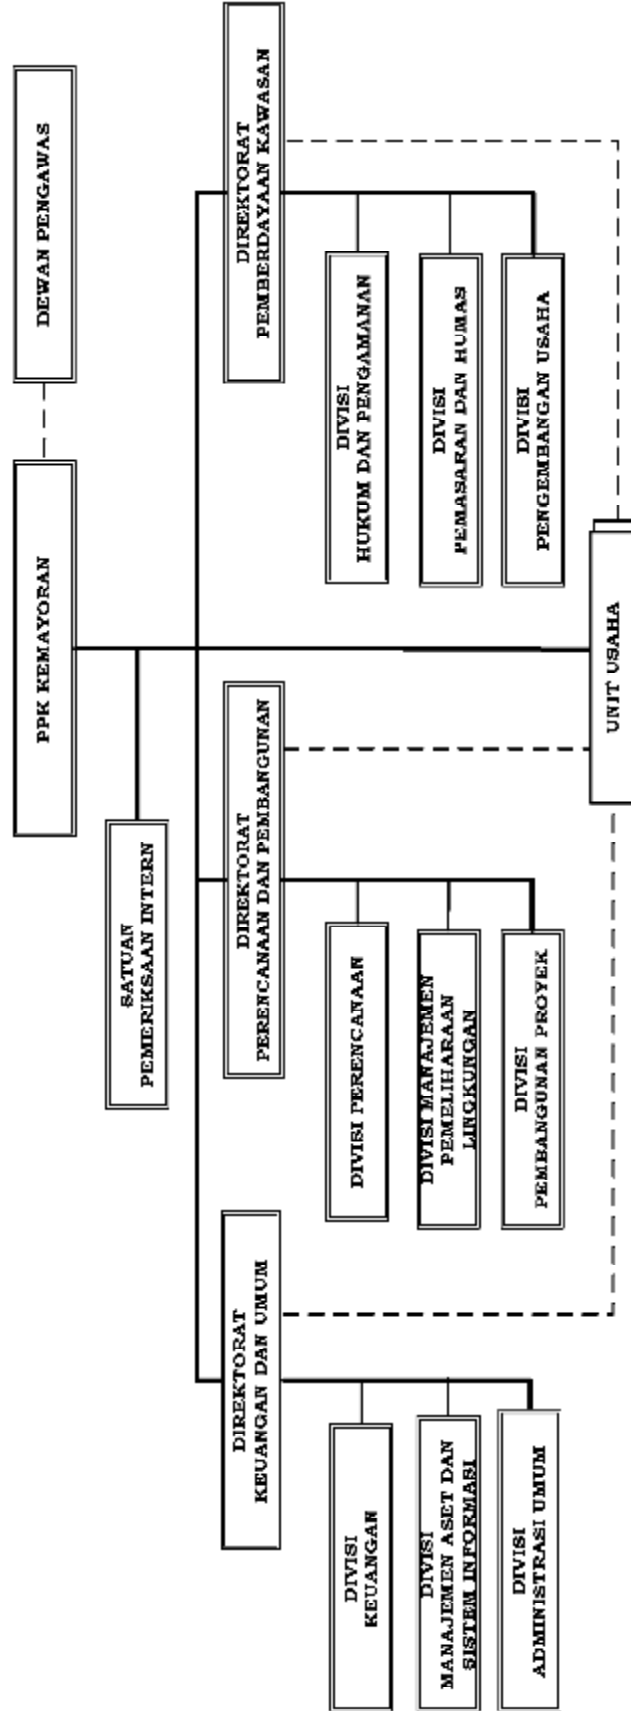 PPK KEMAYORAN
DEWAN PENGAWAS
SATUAN
PEMERIKSAAN INTERN
DIREKTORAT
KEUANGAN DAN UMUM
DIREKTORAT
PERENCANAAN DAN PEMBANGUNAN
DIREKTORAT
PEMBERDAYAAN KAWASAN
DIVISI
KEUANGAN
DIVISI PERENCANAAN
DIVISI
HUKUM DAN PENGAMANAN
DIVISI
MANAJEMEN ASET DAN
SISTEM INFORMASI
DIVISI MANAJEMEN
PEMELIHARAAN
LINGKUNGAN
DIVISI
PEMASARAN DAN HUMAS
DIVISI
ADMINISTRASI UMUM
DIVISI
PEMBANGUNAN PROYEK
DIVISI
PENGEMBANGAN USAHA
UNIT USAHA